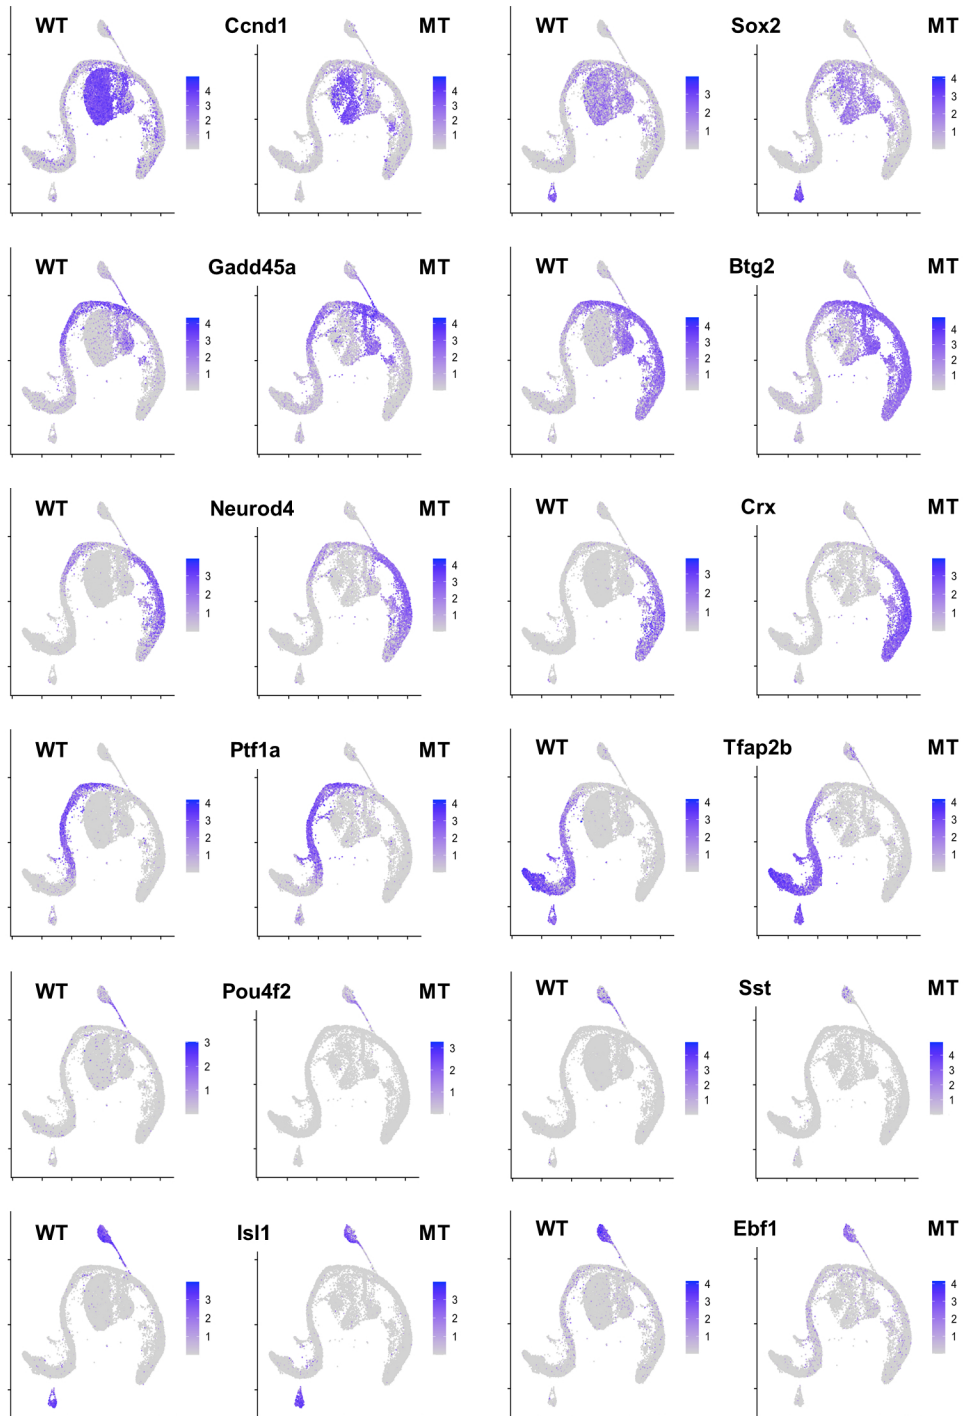 WT Ccnd1 MT WT Sox2 MT
4 3 2 1
4 3 2 1
3 2 1
4 3 2 1
WT Gadd45a MT WT Btg2 MT
4 3 2 1
4 3 2 1
4 3 2 1
4 3 2 1
WT Neurod4 MT WT Crx MT
3 2 1
4 3 2 1
3 2 1
3 2 1
WT Ptf1a MT WT Tfap2b MT
4 3 2 1
4 3 2 1
4 3 2 1
4 3 2 1
WT Pou4f2 MT WT Sst MT
3 2 1
3 2 1
4 3 2 1
4 3 2 1
WT Isl1 MT WT Ebf1 MT
3 2 1
3 2 1
4 3 2 1
4 3 2 1